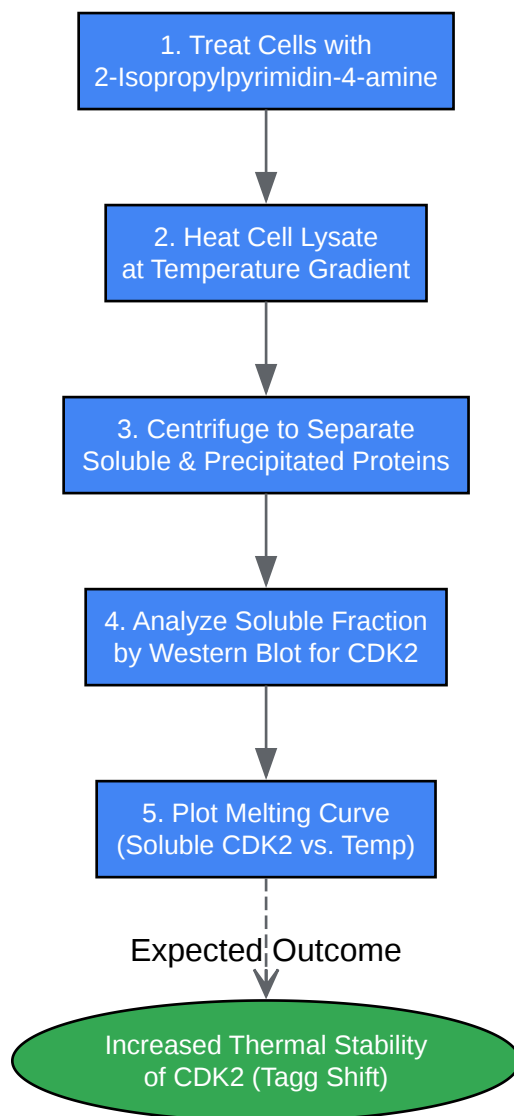 1. Treat Cells with
2-Isopropylpyrimidin-4-amine
2. Heat Cell Lysate
at Temperature Gradient
3. Centrifuge to Separate
Soluble & Precipitated Proteins
4. Analyze Soluble Fraction
by Western Blot for CDK2
5. Plot Melting Curve
(Soluble CDK2 vs. Temp)
Expected Outcome
Increased Thermal Stability
of CDK2 (Tagg Shift)